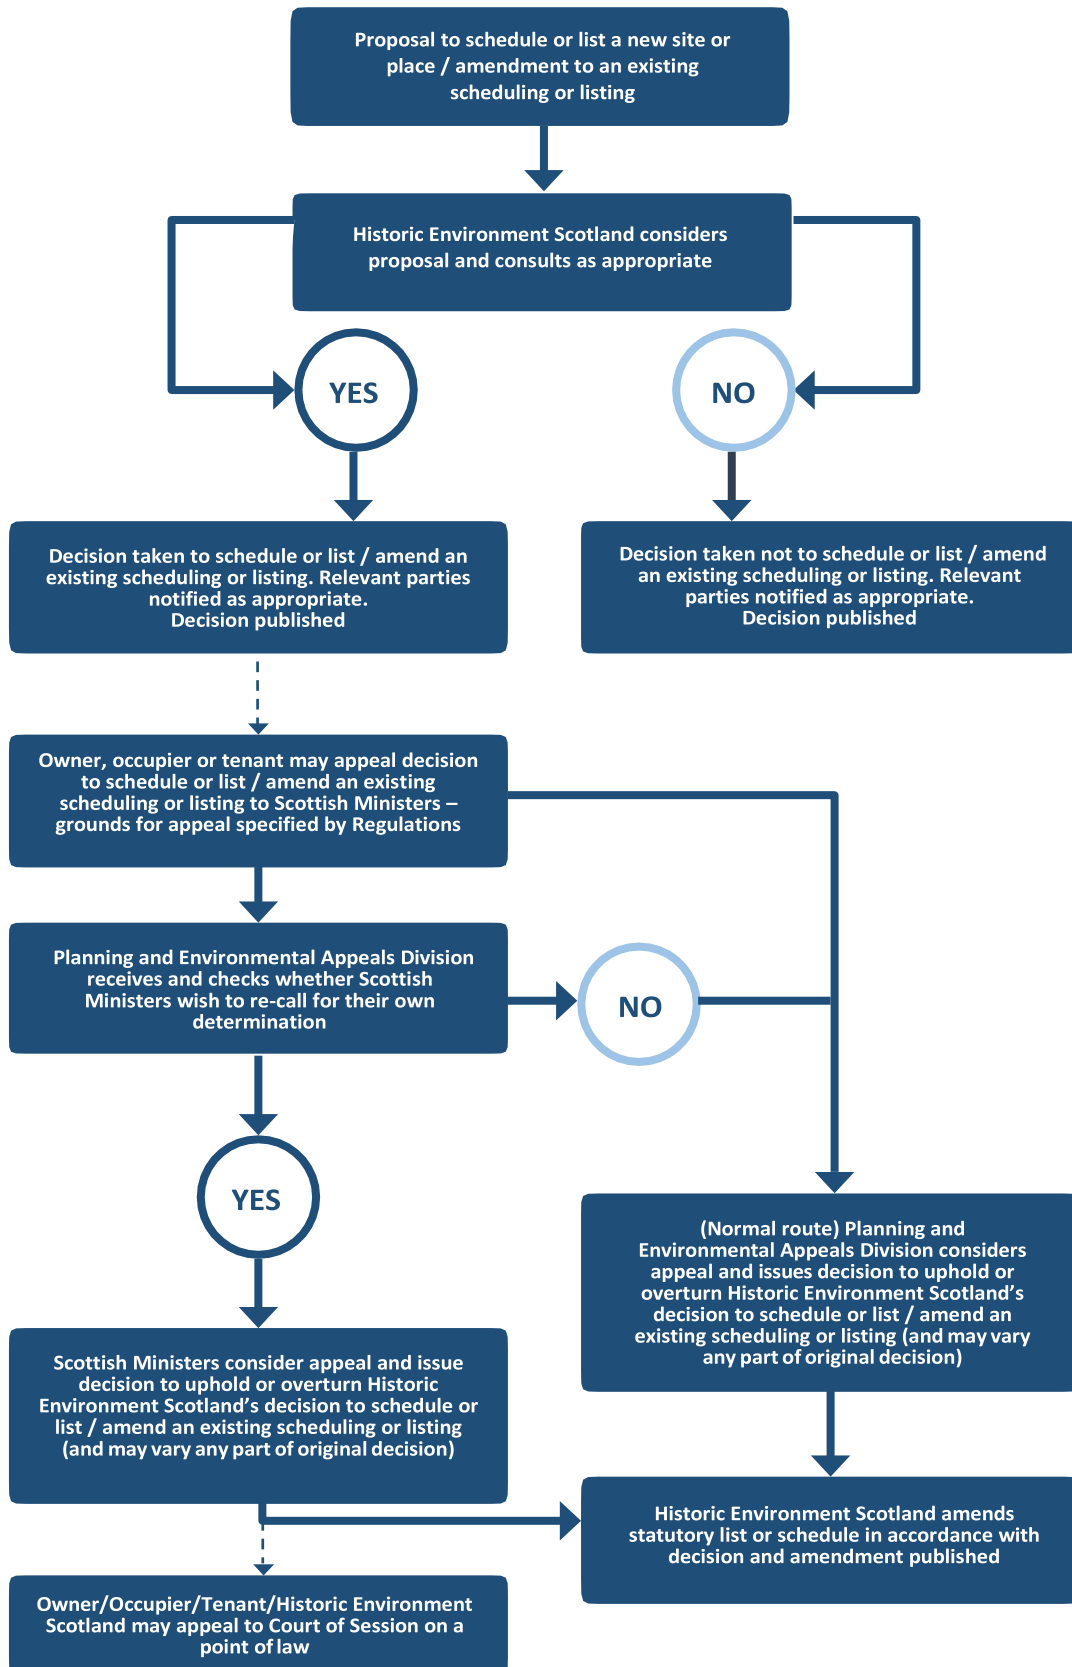 Proposal to schedule or list a new site or
place / amendment to an existing
scheduling or listing
Historic Environment Scotland considers
proposal and consults as appropriate
YES
NO
Decision taken to schedule or list / amend an
existing scheduling or listing. Relevant parties
notified as appropriate.
Decision published
Decision taken not to schedule or list / amend
an existing scheduling or listing. Relevant
parties notified as appropriate.
Decision published
Owner, occupier or tenant may appeal decision
to schedule or list / amend an existing
scheduling or listing to Scottish Ministers –
grounds for appeal specified by Regulations
Planning and Environmental Appeals Division
receives and checks whether Scottish
Ministers wish to re-call for their own
determination
NO
YES
(Normal route) Planning and
Environmental Appeals Division considers
appeal and issues decision to uphold or
overturn Historic Environment Scotland’s
decision to schedule or list / amend an
existing scheduling or listing (and may vary
any part of original decision)
Scottish Ministers consider appeal and issue
decision to uphold or overturn Historic
Environment Scotland’s decision to schedule or
list / amend an existing scheduling or listing
(and may vary any part of original decision)
Historic Environment Scotland amends
statutory list or schedule in accordance with
decision and amendment published
Owner/Occupier/Tenant/Historic Environment
Scotland may appeal to Court of Session on a
point of law